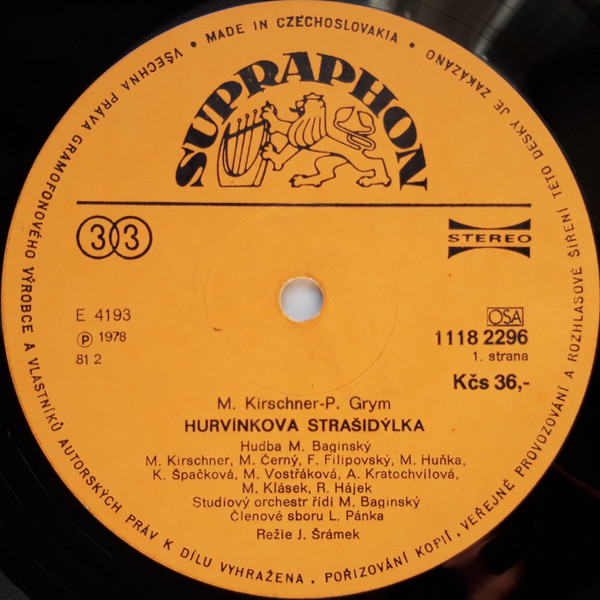 MADE IN CZECHOSLOVAKIA
VŠECHNA PRÁVA GRAMOFONOVÉHO VÝROBCE A VLASTNÍKŮ AUTORSKÝCH PRÁV K DÍLU VYHRAŽENA. POŘIZOVÁNÍ KOPIÍ, VEŘEJNÉ PROVOZOVÁNÍ A ROZHLASOVÉ ŠÍŘENÍ TÉTO DESKY JE ZAKÁZÁNO
SUPRAPHON
33
STEREO
E 4193
Ⓟ 1978
81 2
OSA
1118 2296
1. strana
Kčs 36,-
M. Kirschner-P. Grym
HURVÍNKOVA STRAŠIDÝLKA
Hudba M. Baginský
M. Kirschner, M. Černý, F. Filipovský, M. Huňka,
K. Špačková, M. Vostřáková, A. Kratochvílová,
M. Klásek, R. Hájek
Studiový orchestr řídí M. Baginský
Členové sboru L. Pánka
Režie J. Šrámek